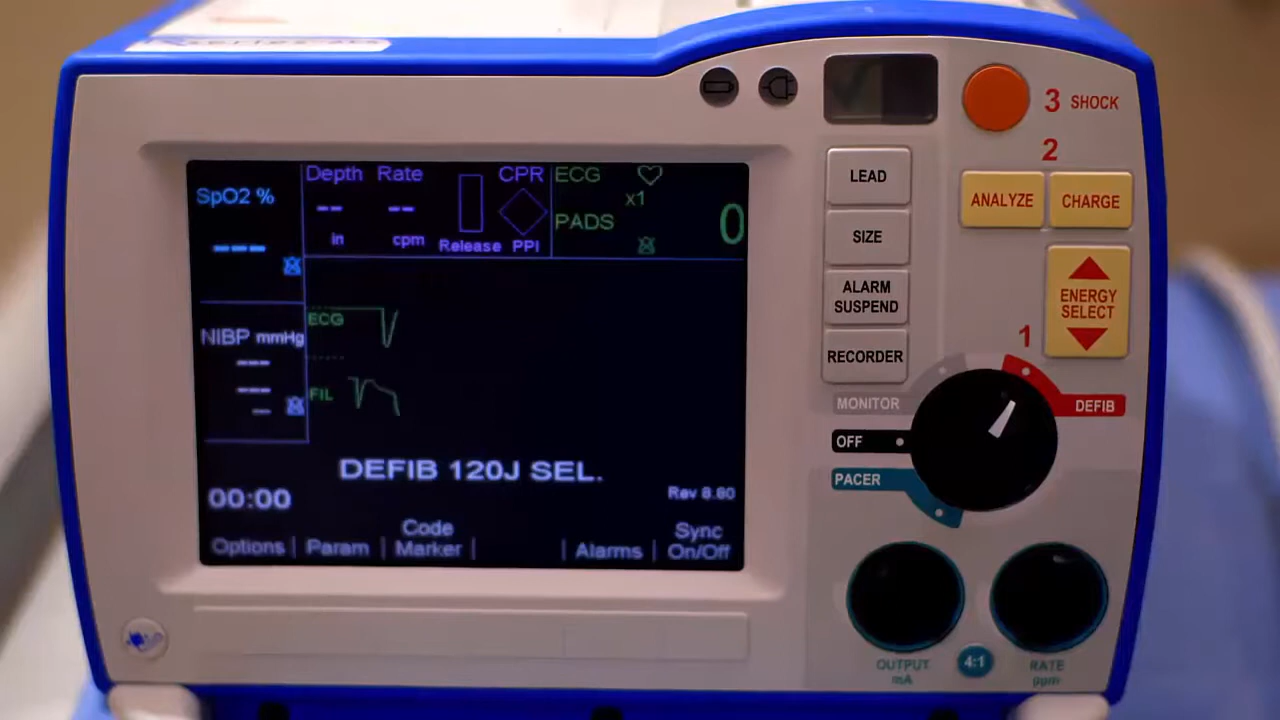 SpO2 %
---
Depth Rate CPR
-- --
in cpm Release PPI
ECG
x1
PADS
0
NIBP mmHg
---
---
--
ECG
FIL
DEFIB 120J SEL.
00:00
Rev 8.60
Options Param Code Marker Alarms Sync On/Off
3 SHOCK
2
ANALYZE CHARGE
LEAD
SIZE
ALARM
SUSPEND
RECORDER
ENERGY
SELECT
1
MONITOR
DEFIB
OFF
PACER
OUTPUT
mA
4:1
RATE
ppm